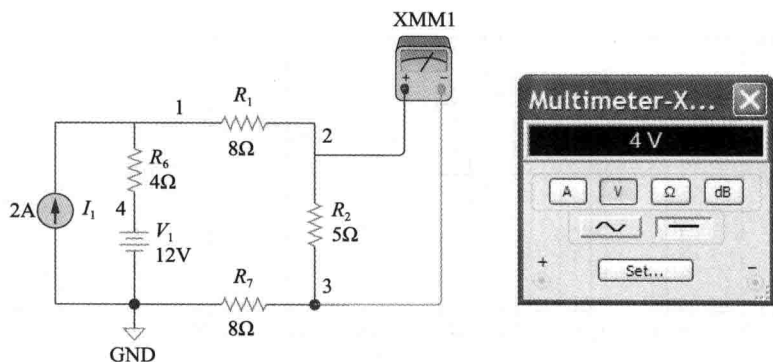 XMM1
+ −
1
R1
8Ω
2
R6
4Ω
2A I1
4
V1
12V
R2
5Ω
R7
8Ω
3
GND
Multimeter-X...
4 V
A V Ω dB
+
Set...
−